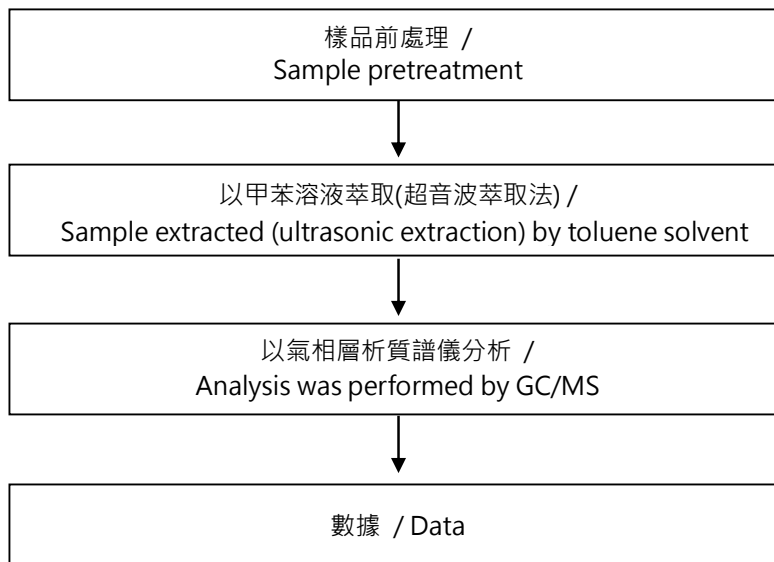 樣品前處理 /
Sample pretreatment
以甲苯溶液萃取(超音波萃取法) /
Sample extracted (ultrasonic extraction) by toluene solvent
以氣相層析質譜儀分析 /
Analysis was performed by GC/MS
數據 / Data